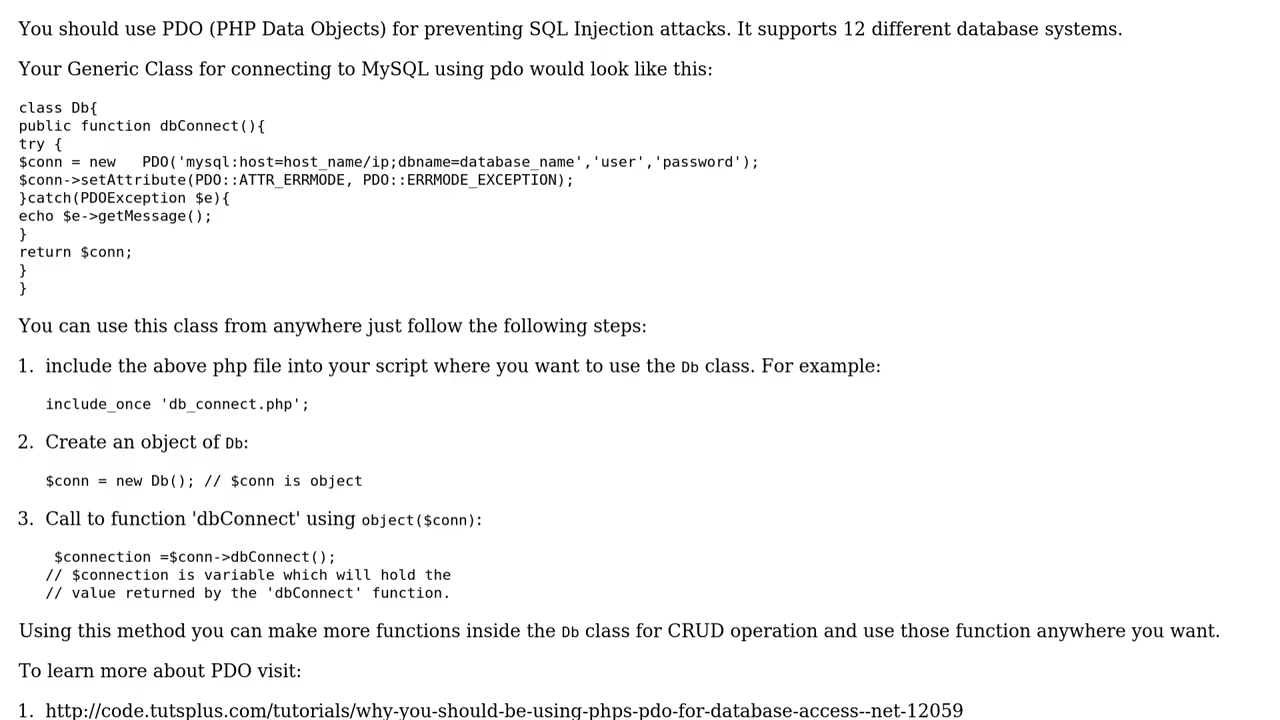 You should use PDO (PHP Data Objects) for preventing SQL Injection attacks. It supports 12 different database systems.
Your Generic Class for connecting to MySQL using pdo would look like this:
class Db{
public function dbConnect(){
try {
$conn = new   PDO('mysql:host=host_name/ip;dbname=database_name','user','password');
$conn->setAttribute(PDO::ATTR_ERRMODE, PDO::ERRMODE_EXCEPTION);
}catch(PDOException $e){
echo $e->getMessage();
}
return $conn;
}
}
You can use this class from anywhere just follow the following steps:
1. include the above php file into your script where you want to use the Db class. For example:
include_once 'db_connect.php';
2. Create an object of Db:
$conn = new Db(); // $conn is object
3. Call to function 'dbConnect' using object($conn):
$connection =$conn->dbConnect();
// $connection is variable which will hold the
// value returned by the 'dbConnect' function.
Using this method you can make more functions inside the Db class for CRUD operation and use those function anywhere you want.
To learn more about PDO visit:
1. http://code.tutsplus.com/tutorials/why-you-should-be-using-phps-pdo-for-database-access--net-12059